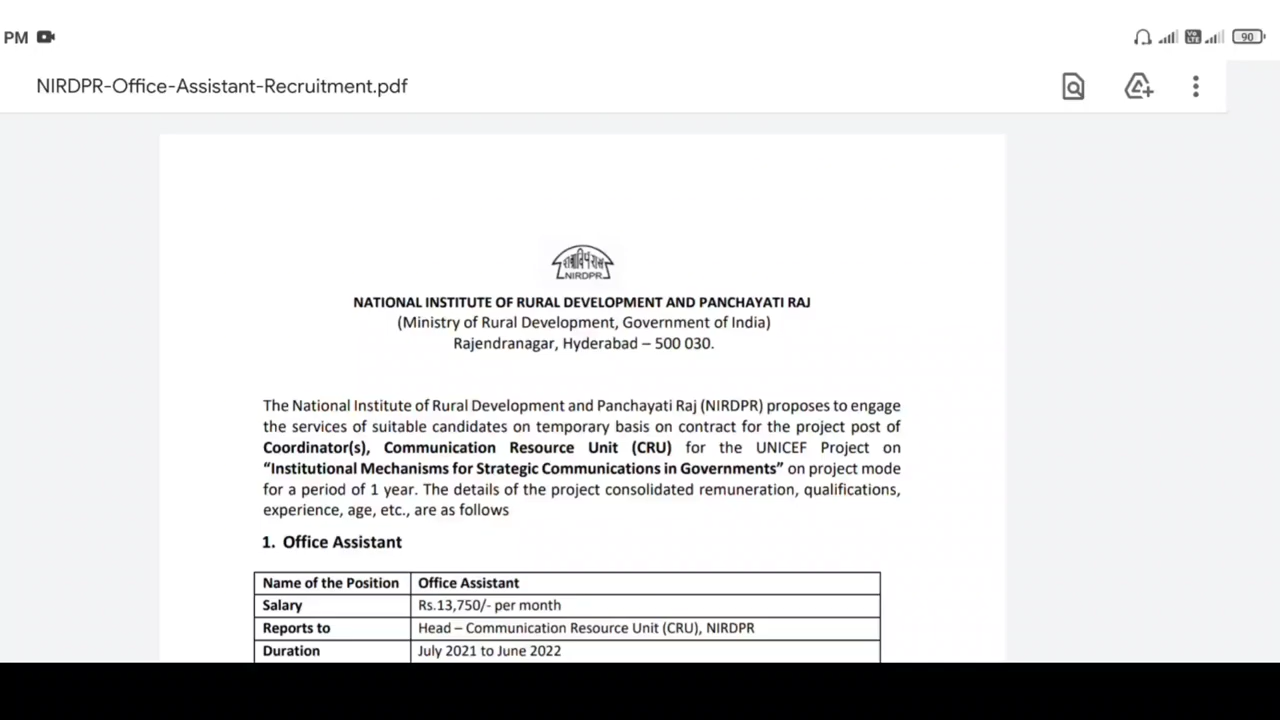 PM
Vo LTE
90
NIRDPR-Office-Assistant-Recruitment.pdf
NIRDPR
NATIONAL INSTITUTE OF RURAL DEVELOPMENT AND PANCHAYATI RAJ
(Ministry of Rural Development, Government of India)
Rajendranagar, Hyderabad – 500 030.
The National Institute of Rural Development and Panchayati Raj (NIRDPR) proposes to engage
the services of suitable candidates on temporary basis on contract for the project post of
Coordinator(s), Communication Resource Unit (CRU) for the UNICEF Project on
“Institutional Mechanisms for Strategic Communications in Governments” on project mode
for a period of 1 year. The details of the project consolidated remuneration, qualifications,
experience, age, etc., are as follows
1. Office Assistant
Name of the Position Office Assistant
Salary Rs.13,750/- per month
Reports to Head – Communication Resource Unit (CRU), NIRDPR
Duration July 2021 to June 2022